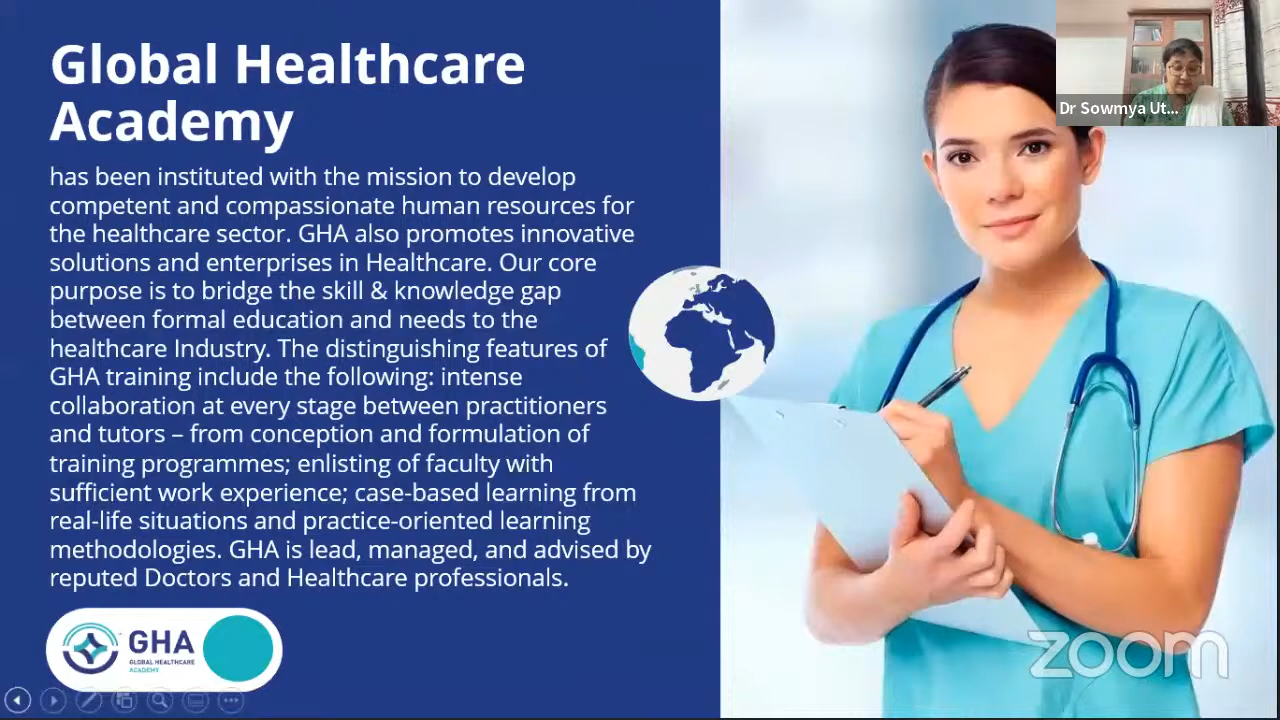 Global Healthcare
Academy
has been instituted with the mission to develop
competent and compassionate human resources for
the healthcare sector. GHA also promotes innovative
solutions and enterprises in Healthcare. Our core
purpose is to bridge the skill & knowledge gap
between formal education and needs to the
healthcare Industry. The distinguishing features of
GHA training include the following: intense
collaboration at every stage between practitioners
and tutors – from conception and formulation of
training programmes; enlisting of faculty with
sufficient work experience; case-based learning from
real-life situations and practice-oriented learning
methodologies. GHA is lead, managed, and advised by
reputed Doctors and Healthcare professionals.
GHA
GLOBAL HEALTHCARE
ACADEMY
Dr Sowmya Ut...
zoom